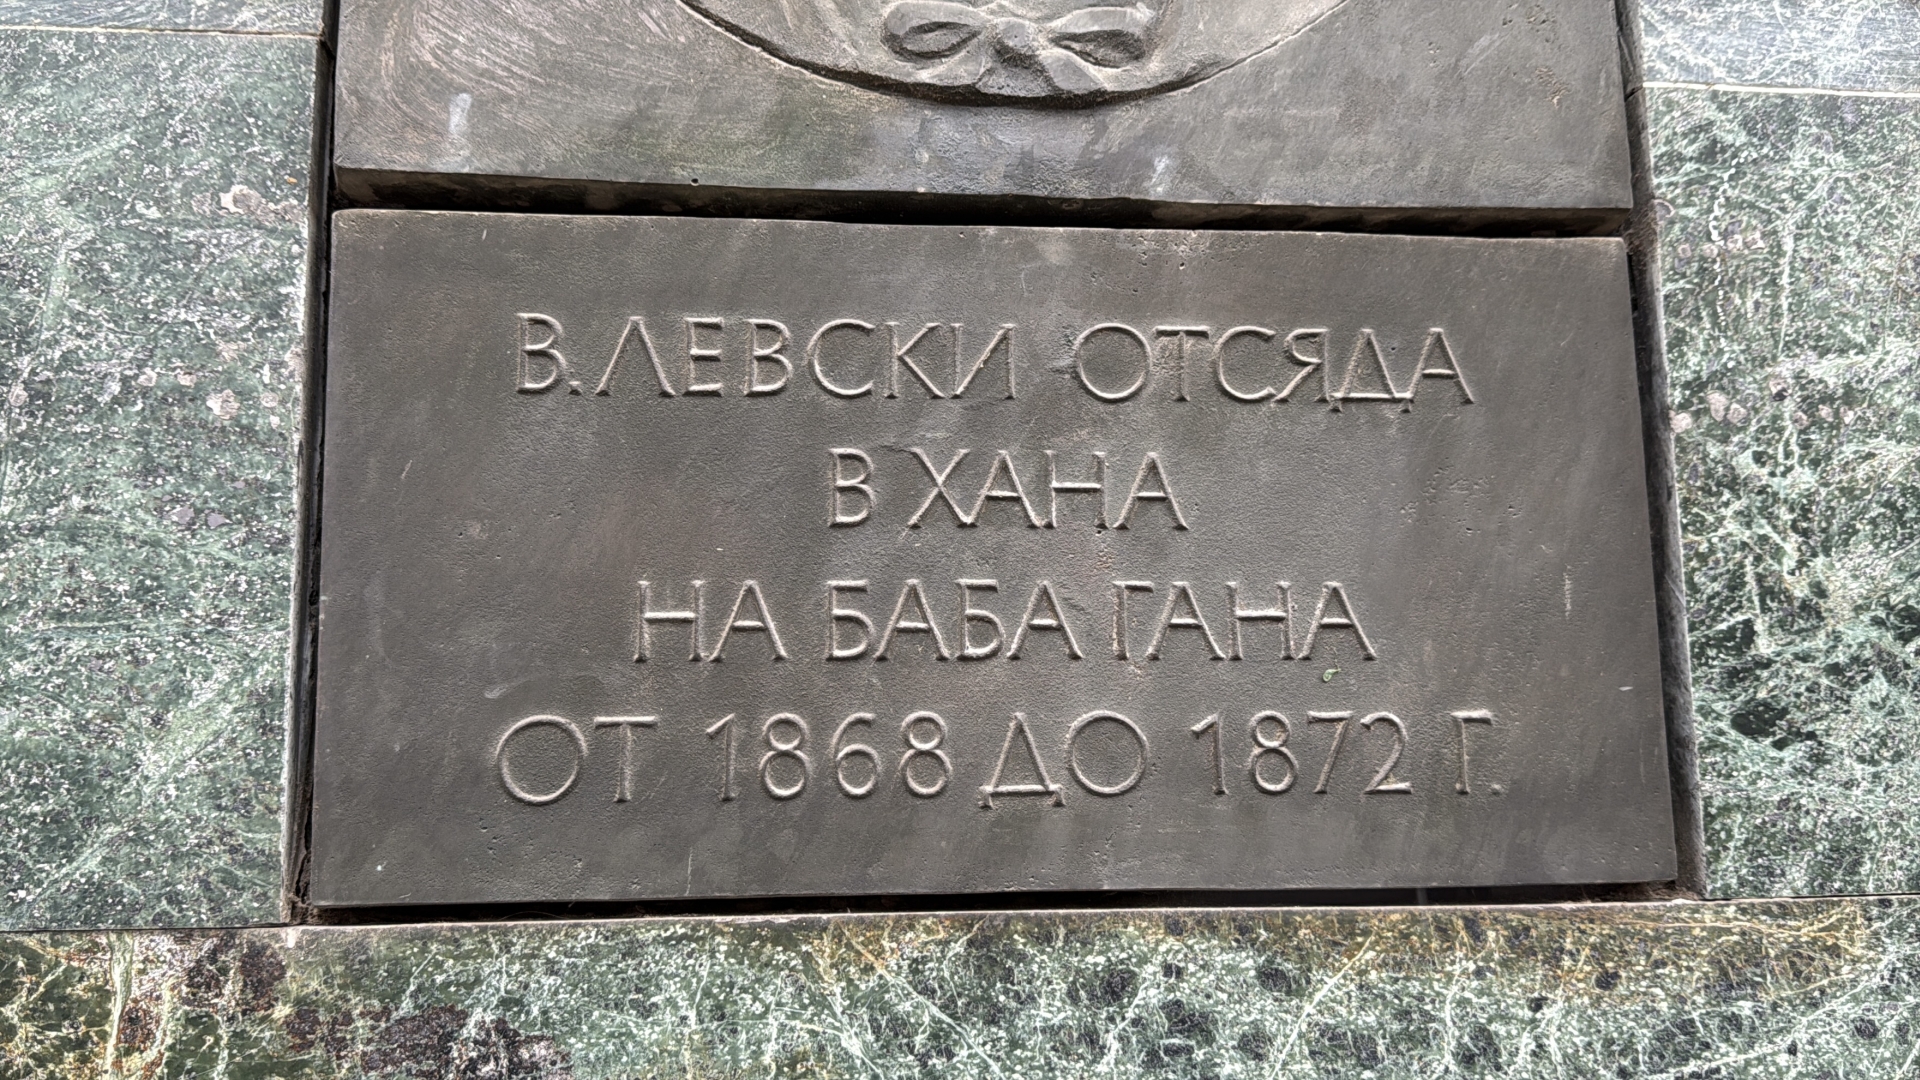 В. ЛЕВСКИ ОТСЯДА
В ХАНА
НА БАБА ГАНА
ОТ 1868 ДО 1872 Г.